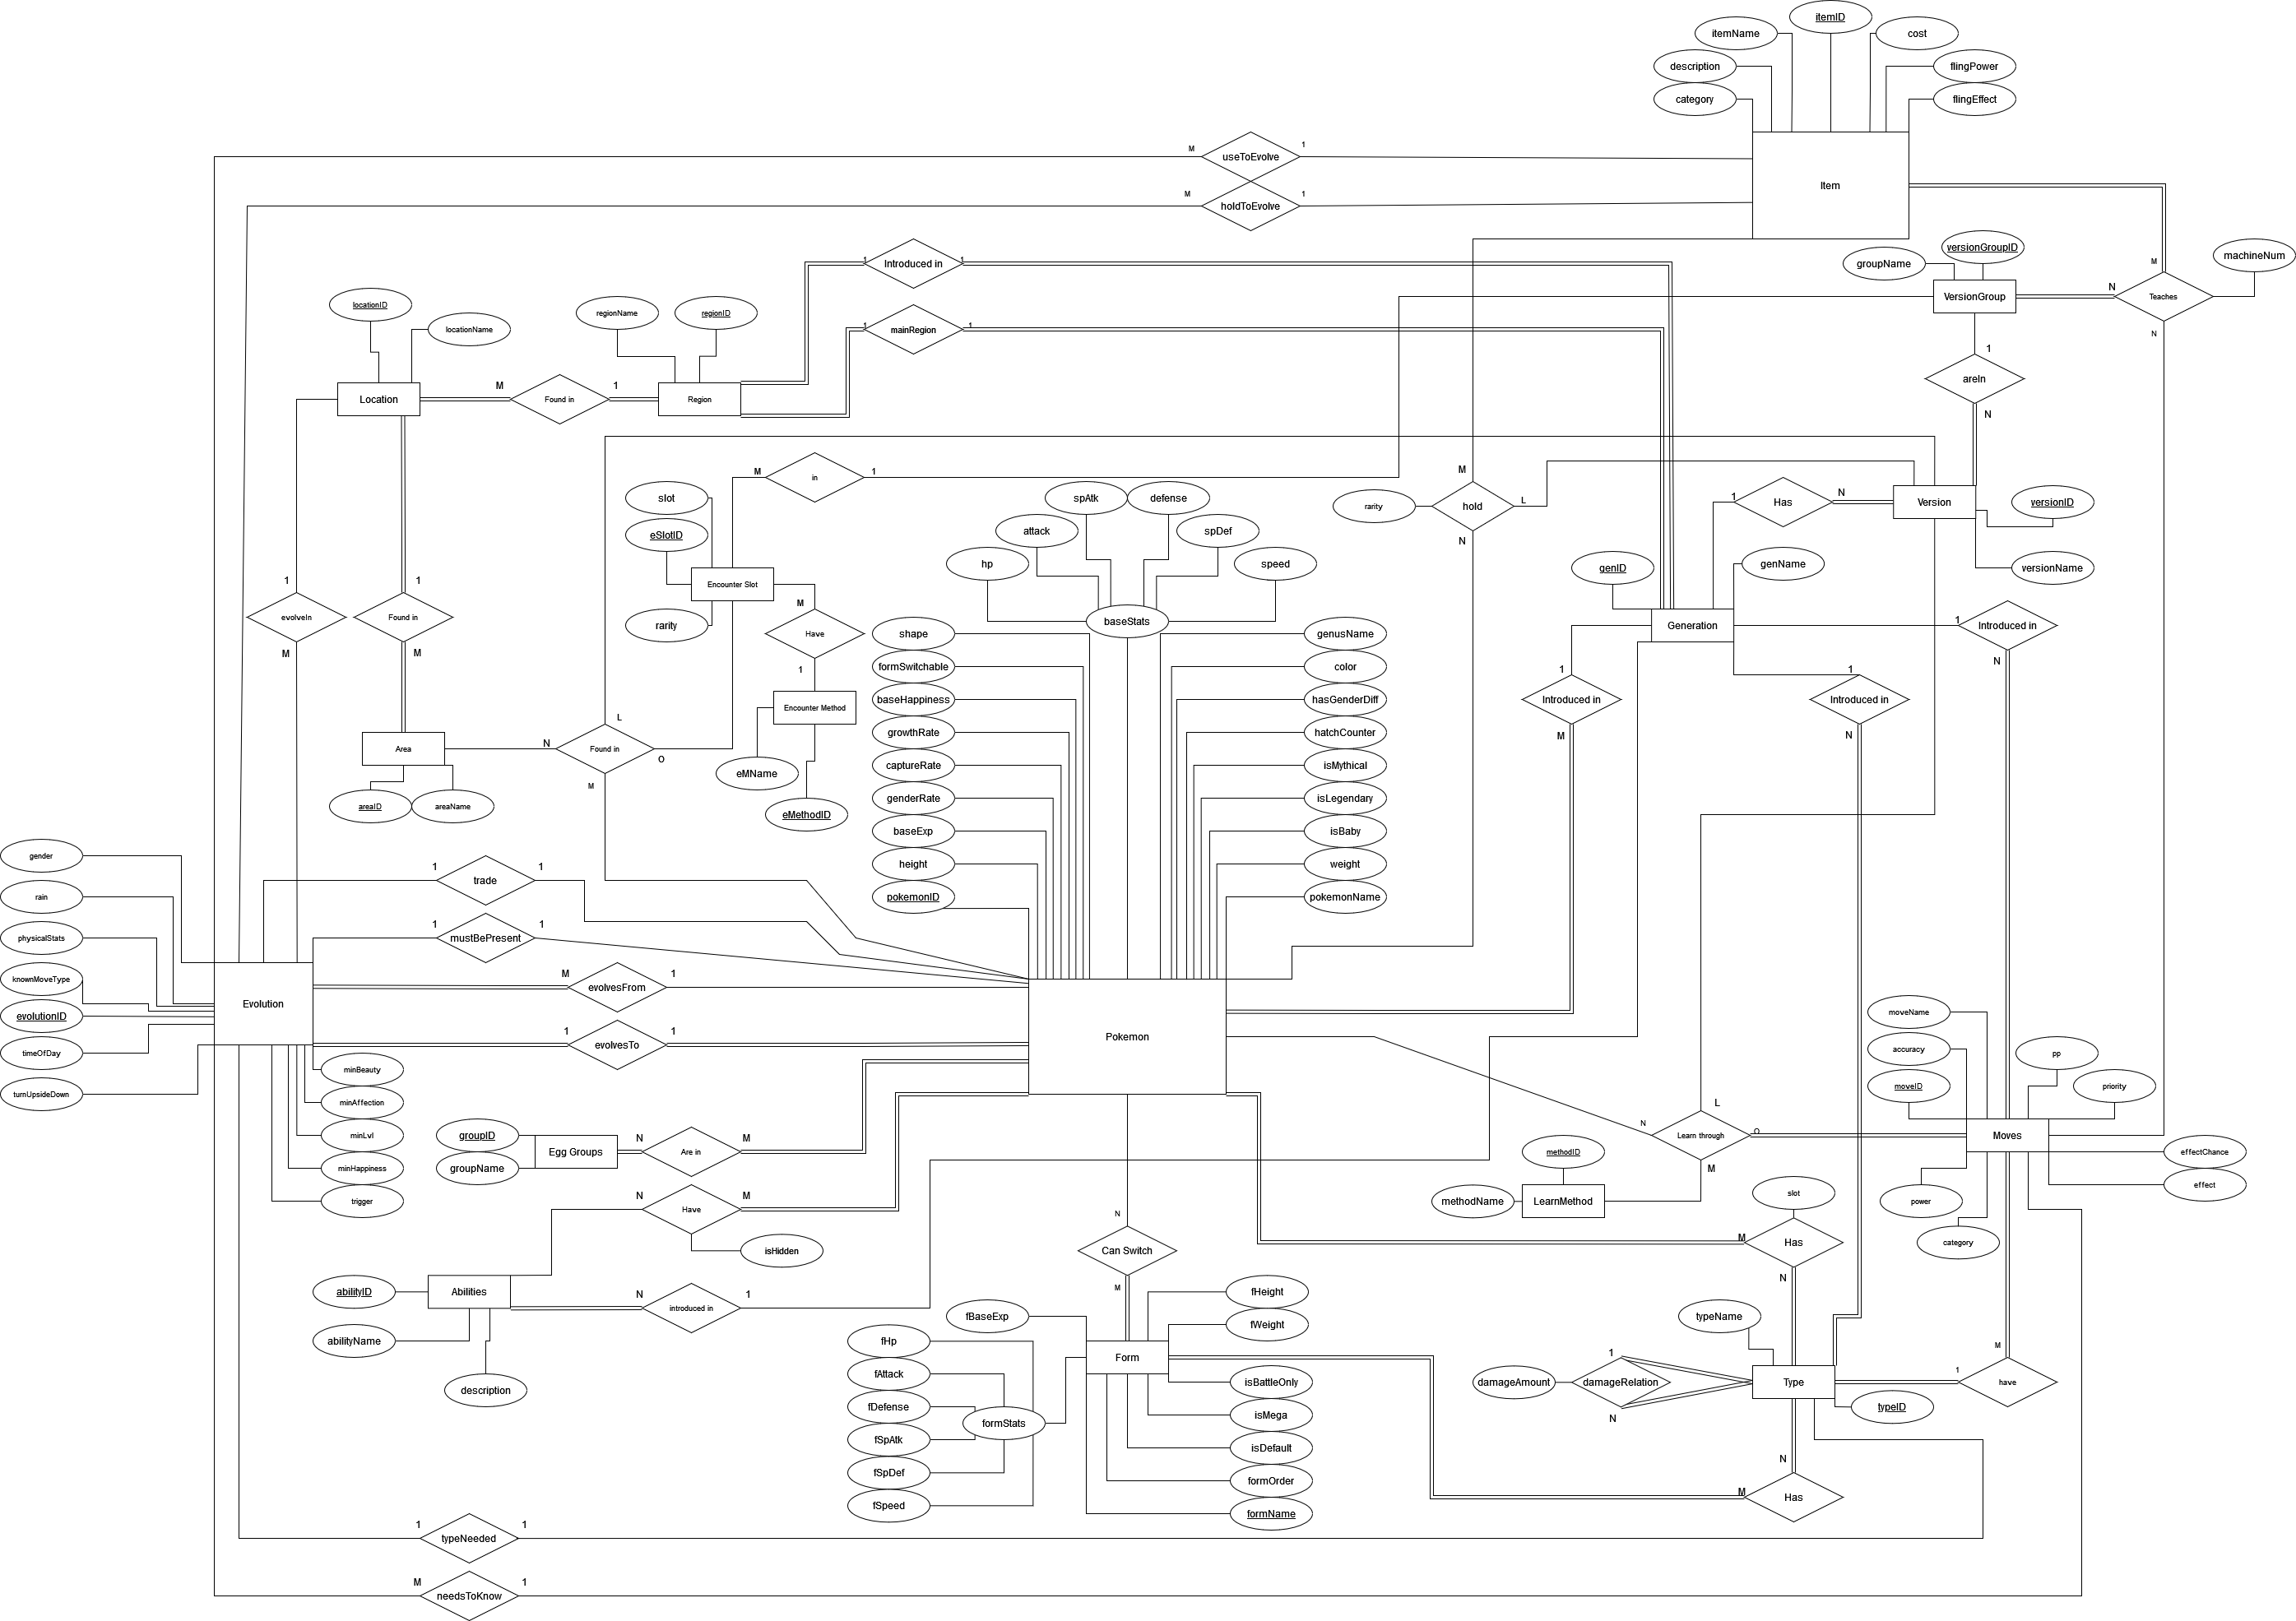 itemID
itemName
cost
description
flingPower
category
flingEffect
M
useToEvolve
1
Item
M
holdToEvolve
1
versionGroupID
groupName
machineNum
1
Introduced in
1
M
N
VersionGroup
Teaches
locationID
regionName
regionID
locationName
1
mainRegion
1
N
1
areIn
M
1
Location
Found in
Region
N
M
in
1
M
slot
spAtk
defense
L
N
1
Has
Version
versionID
rarity
hold
eSlotID
attack
spDef
N
hp
speed
genID
genName
versionName
1
1
Encounter Slot
M
evolveIn
Found in
rarity
Have
baseStats
Generation
1
Introduced in
M
M
shape
genusName
N
1
formSwitchable
color
1
1
baseHappiness
hasGenderDiff
Introduced in
Introduced in
Encounter Method
L
growthRate
hatchCounter
M
N
Area
N
Found in
O
captureRate
isMythical
eMName
M
areaID
areaName
genderRate
isLegendary
eMethodID
baseExp
isBaby
gender
1
trade
1
height
weight
rain
pokemonID
pokemonName
1
mustBePresent
1
physicalStats
knownMoveType
M
evolvesFrom
1
Evolution
evolutionID
moveName
1
evolvesTo
1
Pokemon
timeOfDay
accuracy
pp
minBeauty
moveID
priority
turnUpsideDown
minAffection
L
N
O
groupID
minLvl
N
M
Learn through
Moves
Egg Groups
Are in
methodID
effectChance
groupName
minHappiness
M
effect
N
M
slot
trigger
methodName
LearnMethod
power
Have
N
M
Has
category
isHidden
Can Switch
N
abilityID
Abilities
N
1
M
fHeight
introduced in
fBaseExp
typeName
fWeight
abilityName
fHp
1
M
Form
fAttack
1
damageAmount
damageRelation
Type
have
isBattleOnly
description
fDefense
typeID
isMega
N
formStats
fSpAtk
isDefault
N
fSpDef
formOrder
M
Has
fSpeed
formName
1
typeNeeded
1
M
needsToKnow
1